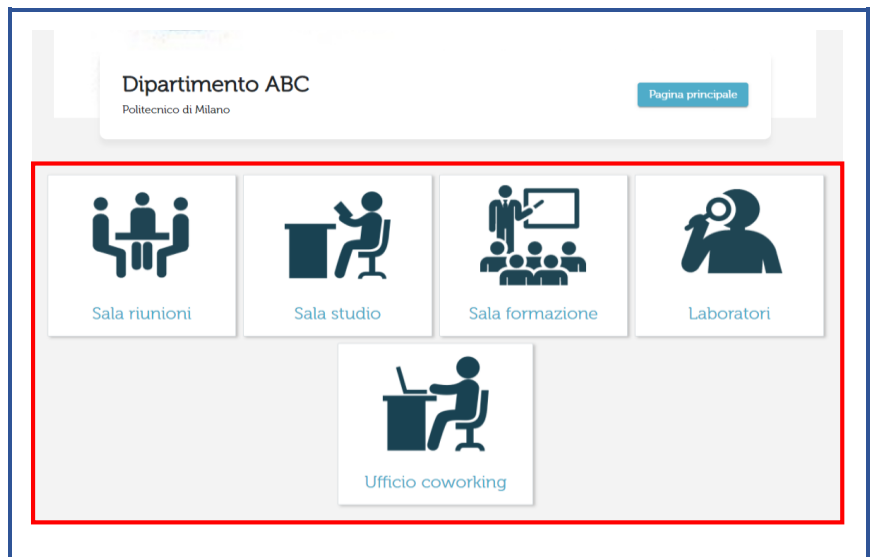 Dipartimento ABC
Politecnico di Milano
Pagina principale
Sala riunioni
Sala studio
Sala formazione
Laboratori
Ufficio coworking